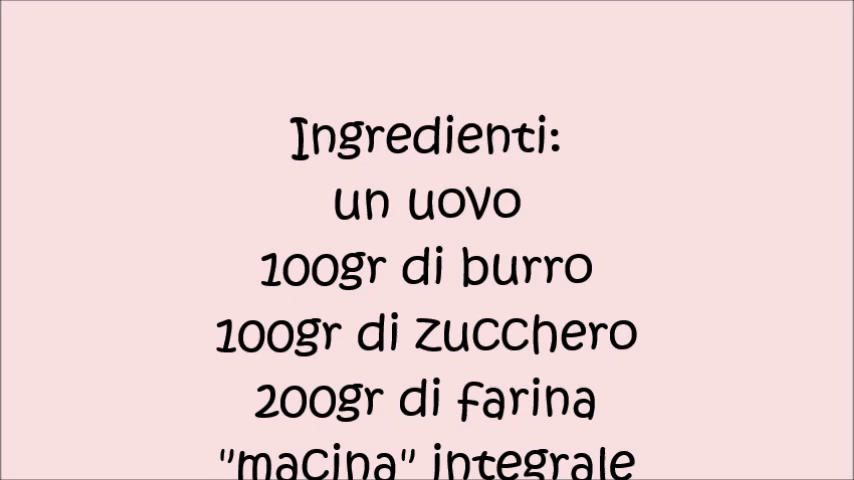 Ingredienti:
un uovo
100gr di burro
100gr di zucchero
200gr di farina
"macina" integrale